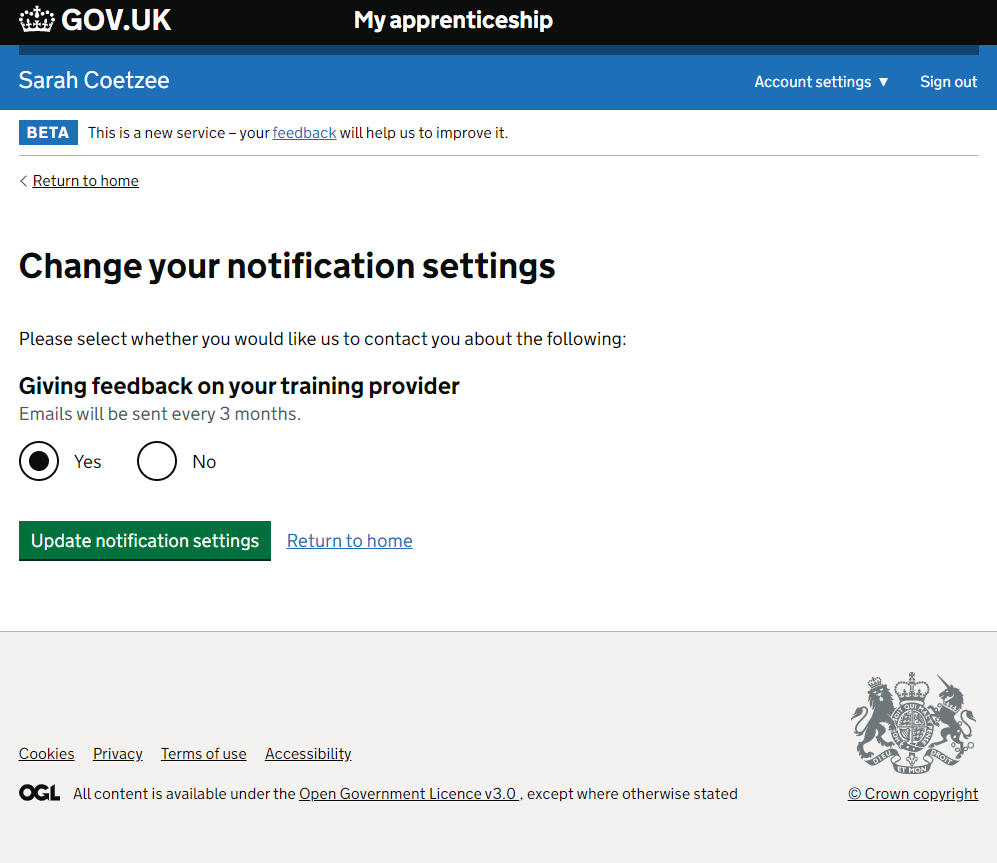 GOV.UK My apprenticeship
Sarah Coetzee Account settings ▼ Sign out
BETA This is a new service – your feedback will help us to improve it.
Return to home
Change your notification settings
Please select whether you would like us to contact you about the following:
Giving feedback on your training provider
Emails will be sent every 3 months.
Yes No
Update notification settings Return to home
Cookies Privacy Terms of use Accessibility
OGL All content is available under the Open Government Licence v3.0 , except where otherwise stated
DIEU ET MON DROIT
© Crown copyright